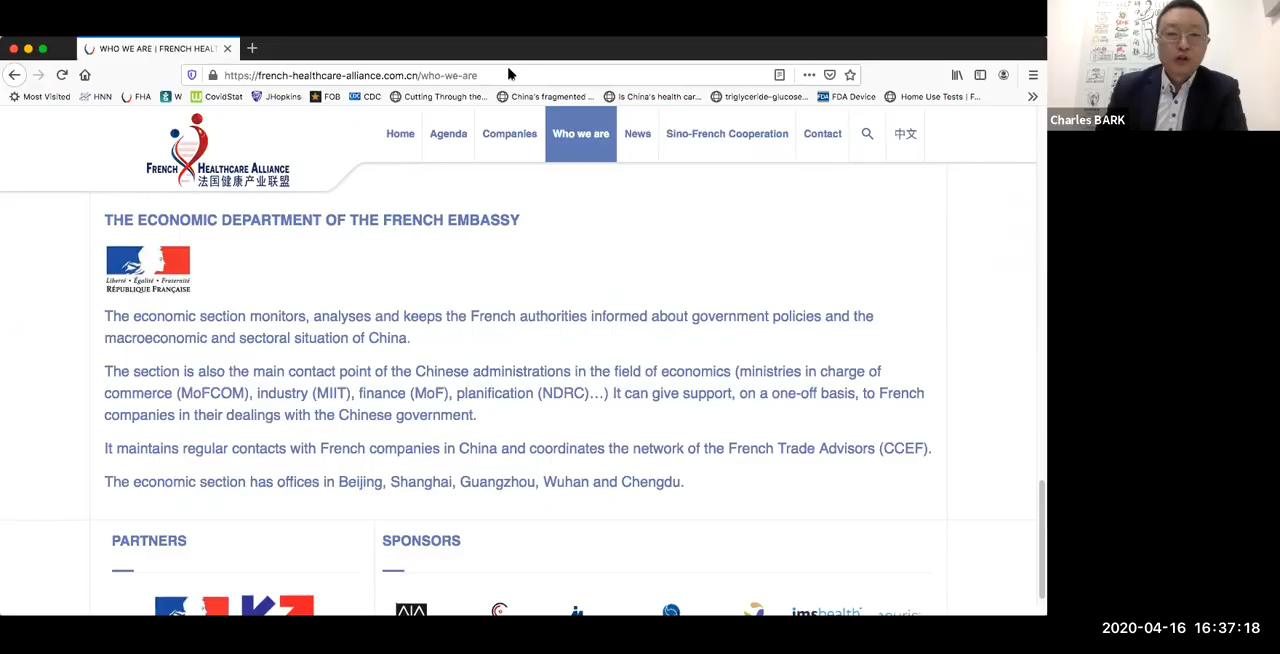 WHO WE ARE | FRENCH HEAL
https://french-healthcare-alliance.com.cn/who-we-are
Most Visited HNN FHA W CovidStat JHopkins FOB CDC Cutting Through the... China's fragmented ... Is China's health car... triglyceride-glucose... FDA Device Home Use Tests | F...
FRENCH HEALTHCARE ALLIANCE
法国健康产业联盟
Home Agenda Companies Who we are News Sino-French Cooperation Contact 中文
Charles BARK
THE ECONOMIC DEPARTMENT OF THE FRENCH EMBASSY
Liberté • Égalité • Fraternité
RÉPUBLIQUE FRANÇAISE
The economic section monitors, analyses and keeps the French authorities informed about government policies and the
macroeconomic and sectoral situation of China.
The section is also the main contact point of the Chinese administrations in the field of economics (ministries in charge of
commerce (MoFCOM), industry (MIIT), finance (MoF), planification (NDRC)…) It can give support, on a one-off basis, to French
companies in their dealings with the Chinese government.
It maintains regular contacts with French companies in China and coordinates the network of the French Trade Advisors (CCEF).
The economic section has offices in Beijing, Shanghai, Guangzhou, Wuhan and Chengdu.
PARTNERS
SPONSORS
imshealth
2020-04-16 16:37:18